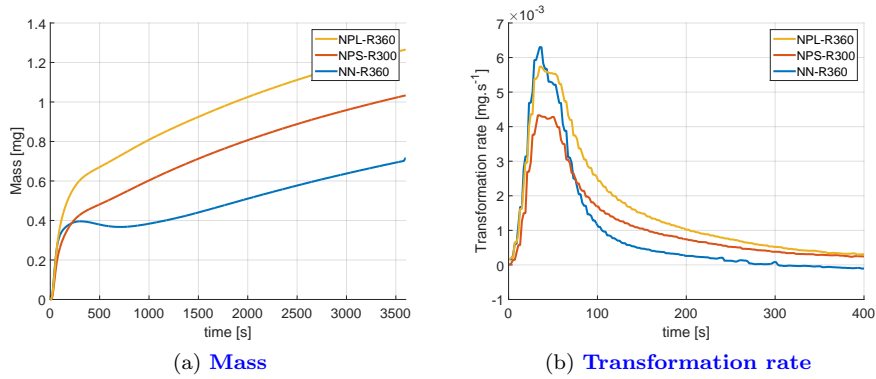 1.4
1.2
1
0.8
0.6
0.4
0.2
0
Mass [mg]
NPL-R360
NPS-R300
NN-R360
0 500 1000 1500 2000 2500 3000 3500
time [s]
(a) Mass
×10⁻³
7
6
5
4
3
2
1
0
-1
Transformation rate [mg.s⁻¹]
NPL-R360
NPS-R300
NN-R360
0 100 200 300 400
time [s]
(b) Transformation rate